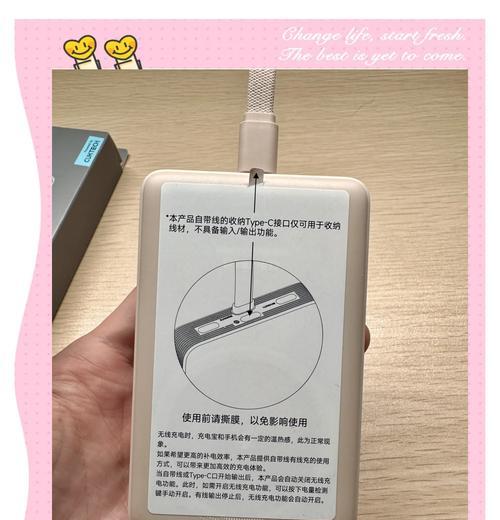 Change life, start fresh.
The best is yet to come.
CUKTECH
*本产品自带线的收纳Type-C接口仅可用于收纳
线材，不具备输入/输出功能。
使用前请撕膜，以免影响使用
无线充电时，充电宝和手机会有一定的温热感，此为正常现
象。
如果希望更高的补电效率，本产品提供自带线有线充的使用
方式，可以带来更加高效的充电体验。
当自带线或Type-C口开始输出后，本产品会自动关闭无线充
电功能。此时，如需开启无线充电功能，可以按下电量检测
键手动开启。有线输出停止后，无线充电功能会自动开启。